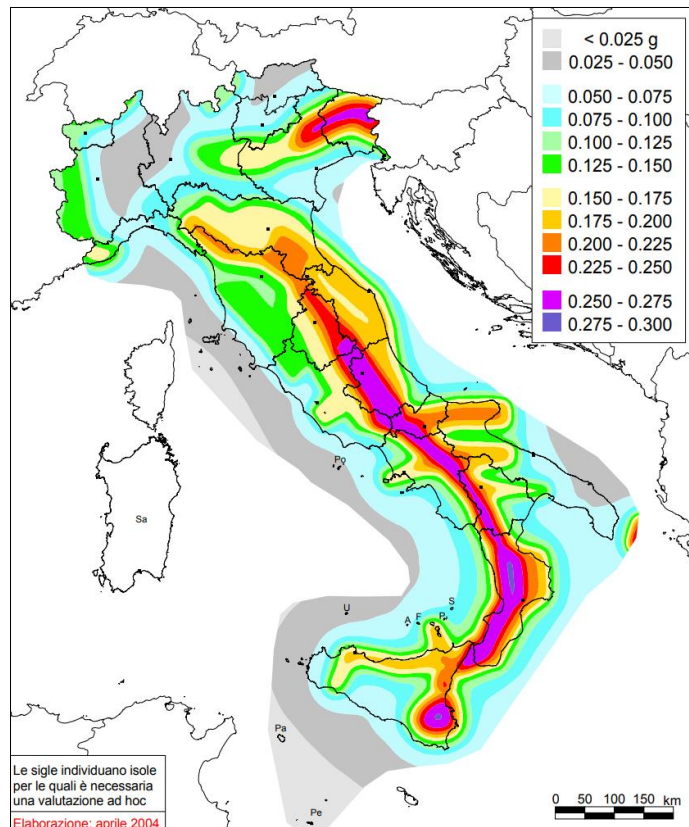 < 0.025 g
0.025 - 0.050
0.050 - 0.075
0.075 - 0.100
0.100 - 0.125
0.125 - 0.150
0.150 - 0.175
0.175 - 0.200
0.200 - 0.225
0.225 - 0.250
0.250 - 0.275
0.275 - 0.300
Po
Sa
U
A F P S
Pa
Pe
Le sigle individuano isole
per le quali è necessaria
una valutazione ad hoc
Elaborazione: aprile 2004
0 50 100 150 km